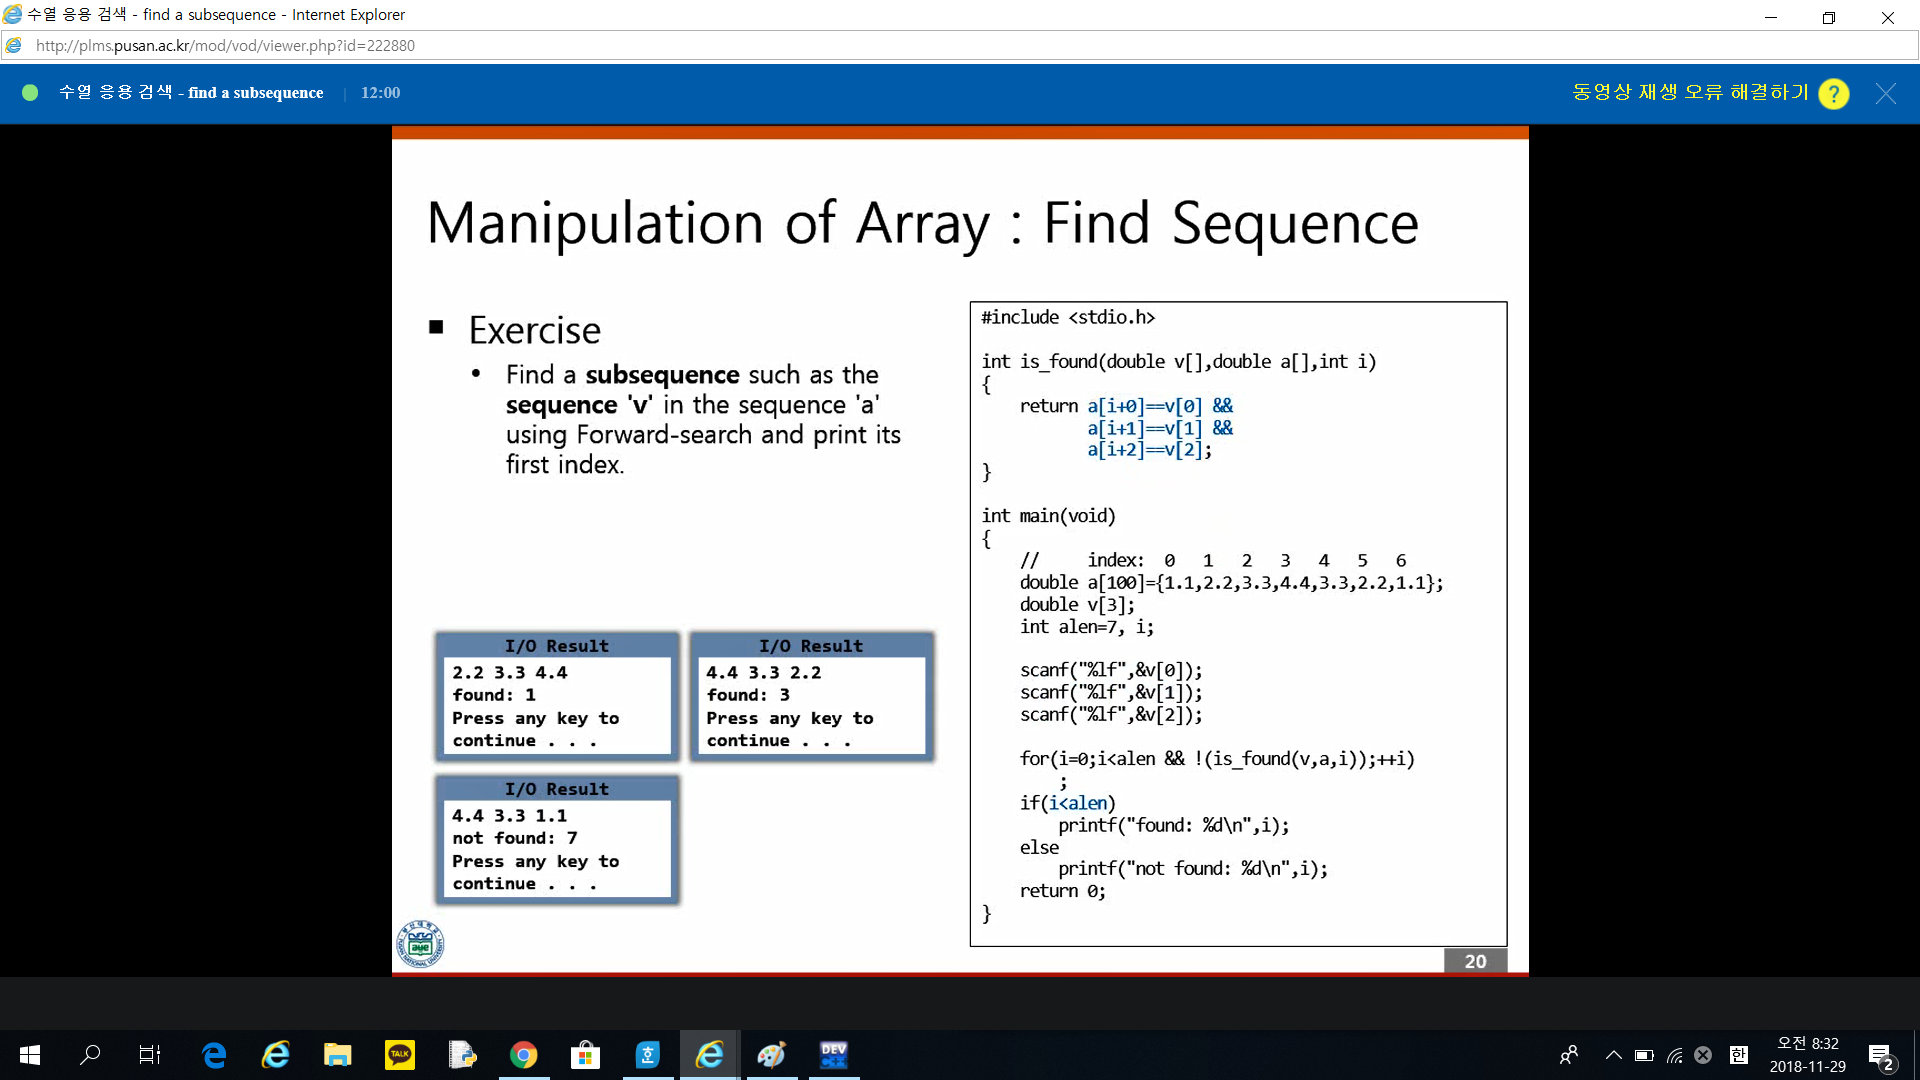 수열 응용 검색 - find a subsequence - Internet Explorer
http://plms.pusan.ac.kr/mod/vod/viewer.php?id=222880
수열 응용 검색 - find a subsequence | 12:00
동영상 재생 오류 해결하기 ?
Manipulation of Array : Find Sequence
Exercise
Find a subsequence such as the
sequence 'v' in the sequence 'a'
using Forward-search and print its
first index.
I/O Result
2.2 3.3 4.4
found: 1
Press any key to
continue . . .
I/O Result
4.4 3.3 2.2
found: 3
Press any key to
continue . . .
I/O Result
4.4 3.3 1.1
not found: 7
Press any key to
continue . . .
#include <stdio.h>
int is_found(double v[],double a[],int i)
{
return a[i+0]==v[0] &&
a[i+1]==v[1] &&
a[i+2]==v[2];
}
int main(void)
{
// index: 0 1 2 3 4 5 6
double a[100]={1.1,2.2,3.3,4.4,3.3,2.2,1.1};
double v[3];
int alen=7, i;
scanf("%lf",&v[0]);
scanf("%lf",&v[1]);
scanf("%lf",&v[2]);
for(i=0;i<alen && !(is_found(v,a,i));++i)
;
if(i<alen)
printf("found: %d\n",i);
else
printf("not found: %d\n",i);
return 0;
}
20
TALK
호
DEV
C++
한
오전 8:32
2018-11-29
2